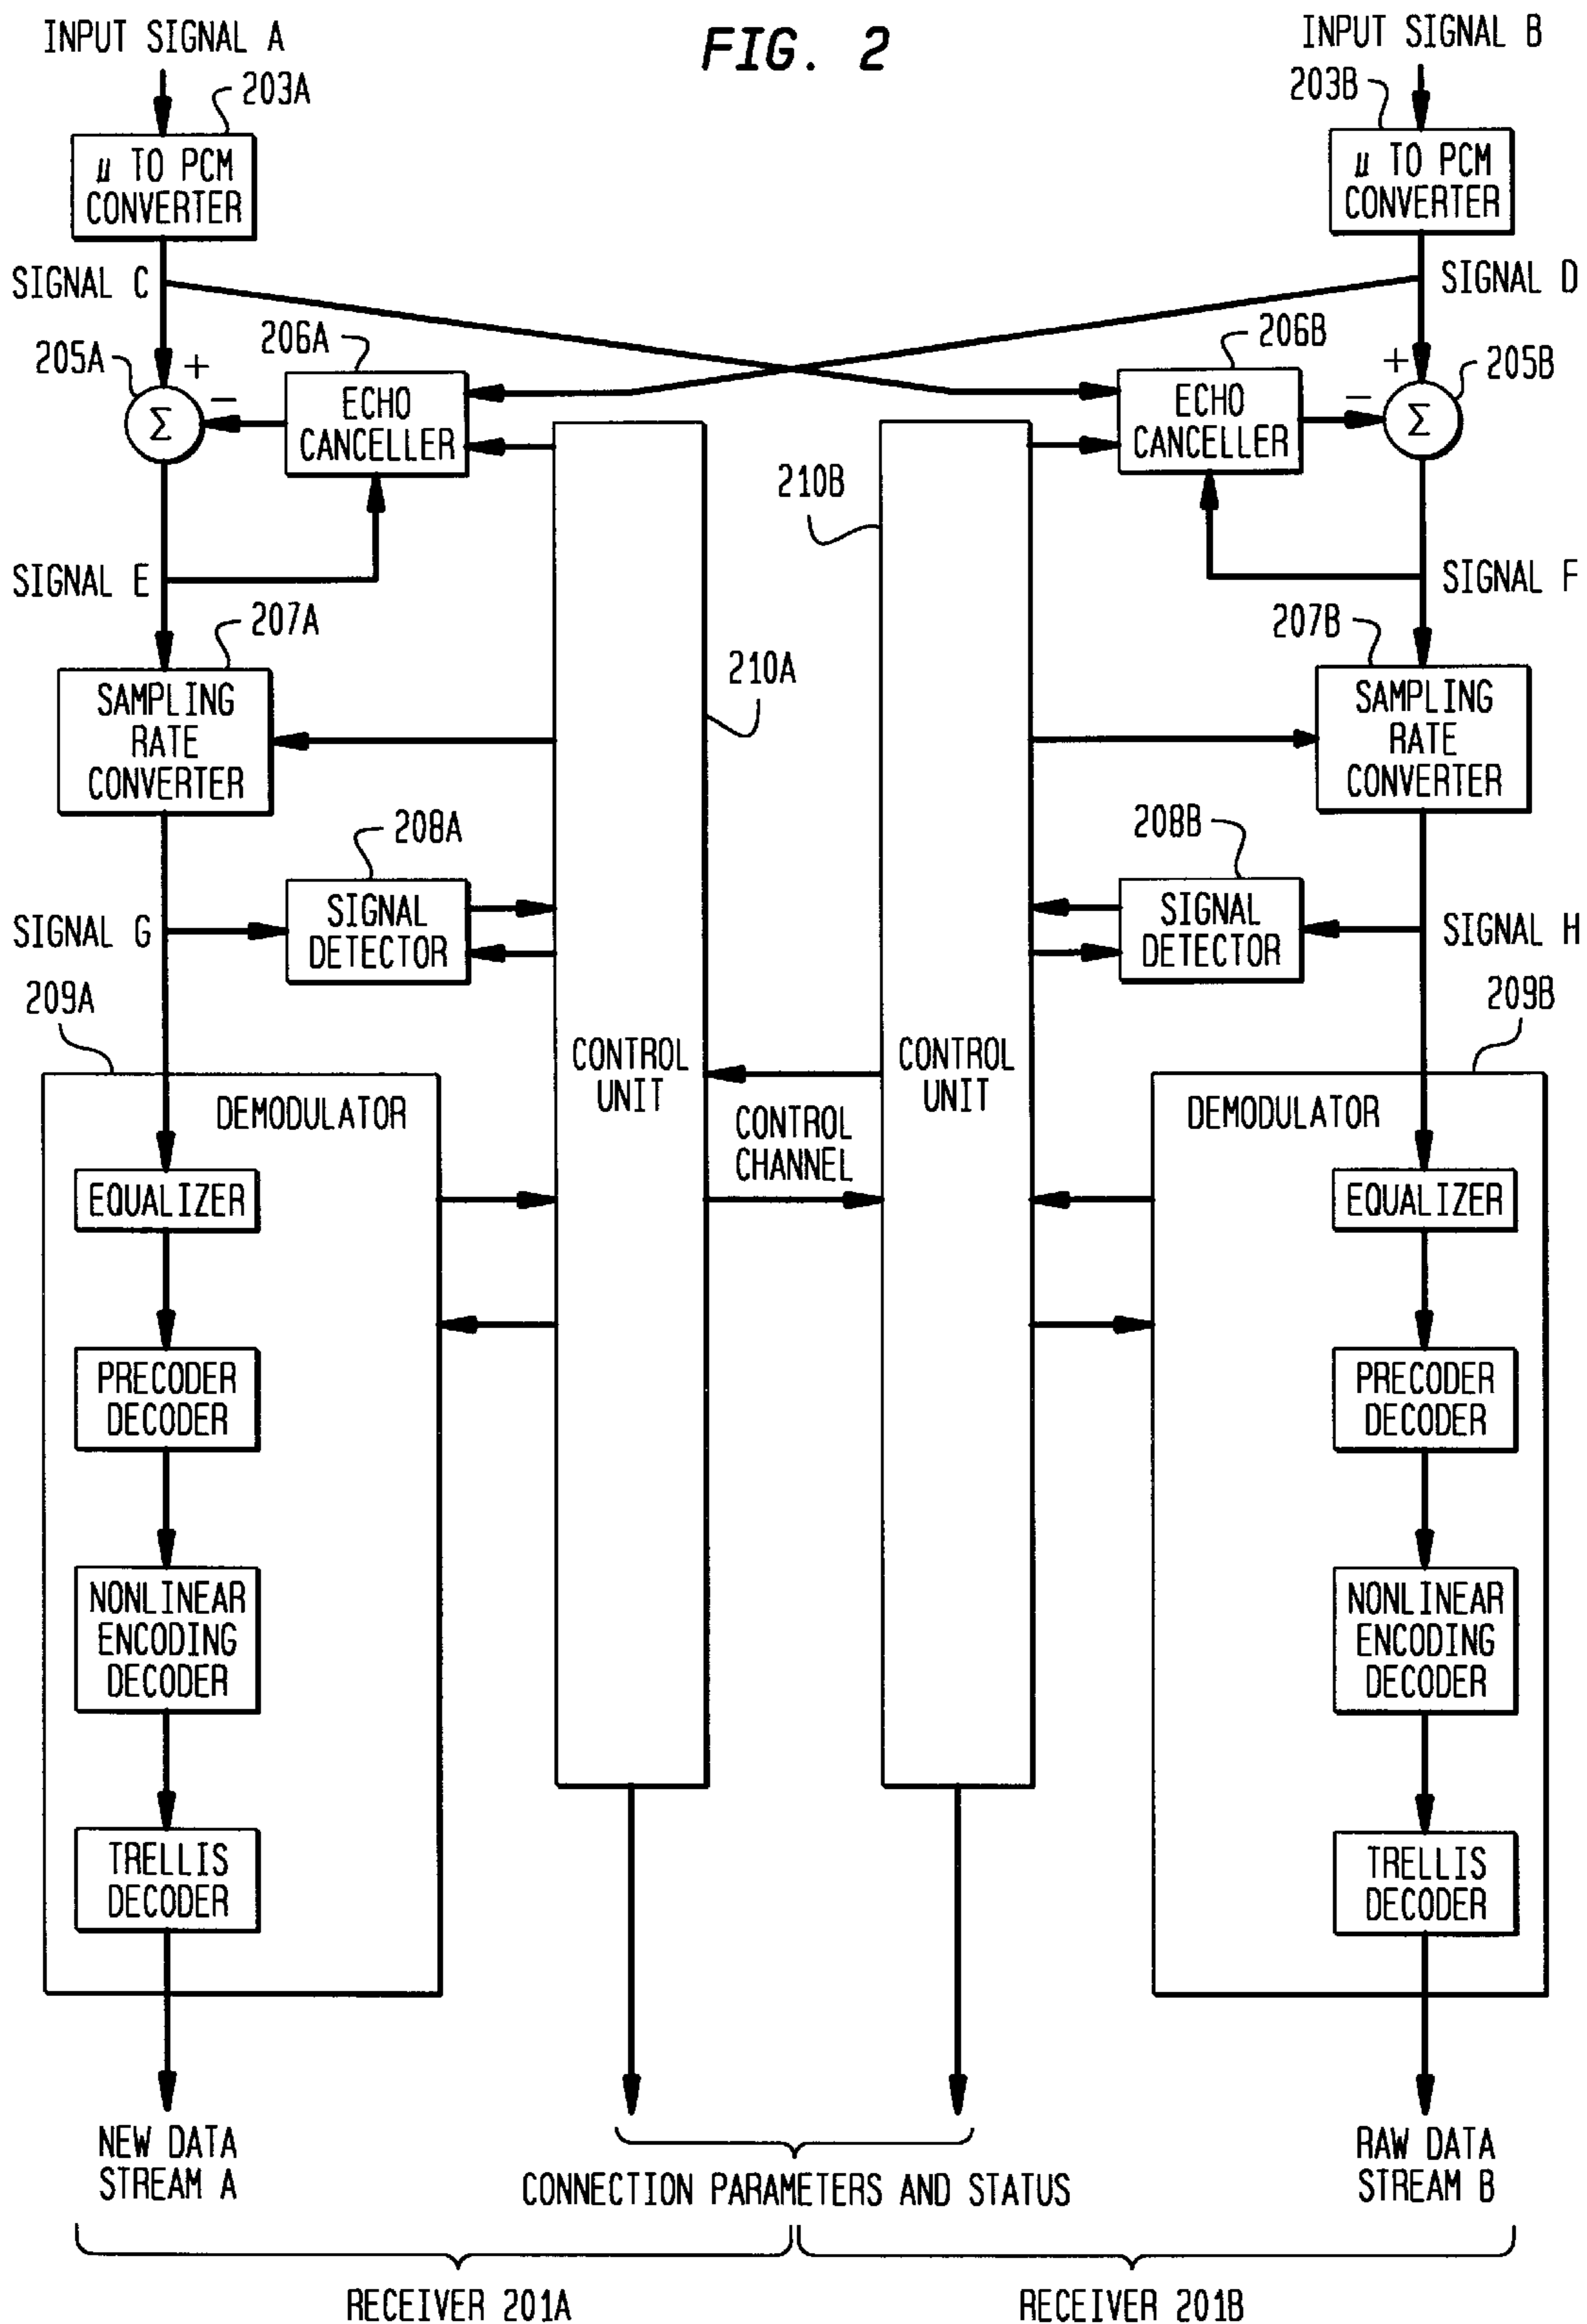 FIG. 2
INPUT SIGNAL A
INPUT SIGNAL B
203A
203B
μ TO PCM
CONVERTER
μ TO PCM
CONVERTER
SIGNAL C
SIGNAL D
205A
+
−
Σ
206A
ECHO
CANCELLER
206B
ECHO
CANCELLER
+
−
Σ
205B
210B
SIGNAL E
SIGNAL F
207A
207B
210A
SAMPLING
RATE
CONVERTER
SAMPLING
RATE
CONVERTER
208A
208B
SIGNAL G
SIGNAL
DETECTOR
SIGNAL
DETECTOR
SIGNAL H
209A
209B
CONTROL
UNIT
CONTROL
UNIT
CONTROL
CHANNEL
DEMODULATOR
DEMODULATOR
EQUALIZER
EQUALIZER
PRECODER
DECODER
PRECODER
DECODER
NONLINEAR
ENCODING
DECODER
NONLINEAR
ENCODING
DECODER
TRELLIS
DECODER
TRELLIS
DECODER
NEW DATA
STREAM A
CONNECTION PARAMETERS AND STATUS
RAW DATA
STREAM B
RECEIVER 201A
RECEIVER 201B